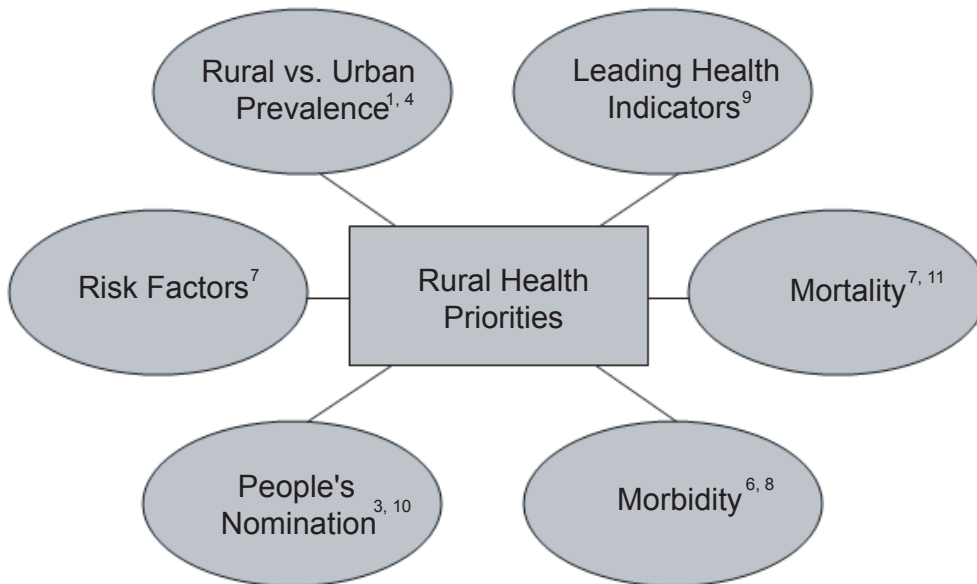 Rural vs. Urban
Prevalence1, 4
Leading Health
Indicators9
Risk Factors7
Rural Health
Priorities
Mortality7, 11
People's
Nomination3, 10
Morbidity6, 8